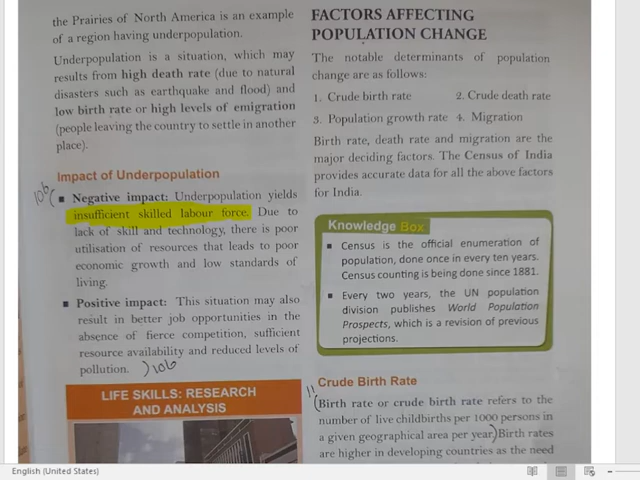 the Prairies of North America is an example
of a region having underpopulation.
Underpopulation is a situation, which may
results from high death rate (due to natural
disasters such as earthquake and flood) and
low birth rate or high levels of emigration
(people leaving the country to settle in another
place).
Impact of Underpopulation
106 (
■ Negative impact: Underpopulation yields
insufficient skilled labour force. Due to
lack of skill and technology, there is poor
utilisation of resources that leads to poor
economic growth and low standards of
living.
■ Positive impact: This situation may also
result in better job opportunities in the
absence of fierce competition, sufficient
resource availability and reduced levels of
pollution. )106
LIFE SKILLS: RESEARCH
AND ANALYSIS
FACTORS AFFECTING
POPULATION CHANGE
The notable determinants of population
change are as follows:
1. Crude birth rate 2. Crude death rate
3. Population growth rate 4. Migration
Birth rate, death rate and migration are the
major deciding factors. The Census of India
provides accurate data for all the above factors
for India.
Knowledge Box
■ Census is the official enumeration of
population, done once in every ten years.
Census counting is being done since 1881.
■ Every two years, the UN population
division publishes World Population
Prospects, which is a revision of previous
projections.
Crude Birth Rate
11
(Birth rate or crude birth rate refers to the
number of live childbirths per 1000 persons in
a given geographical area per year.)Birth rates
are higher in developing countries as the need
English (United States)